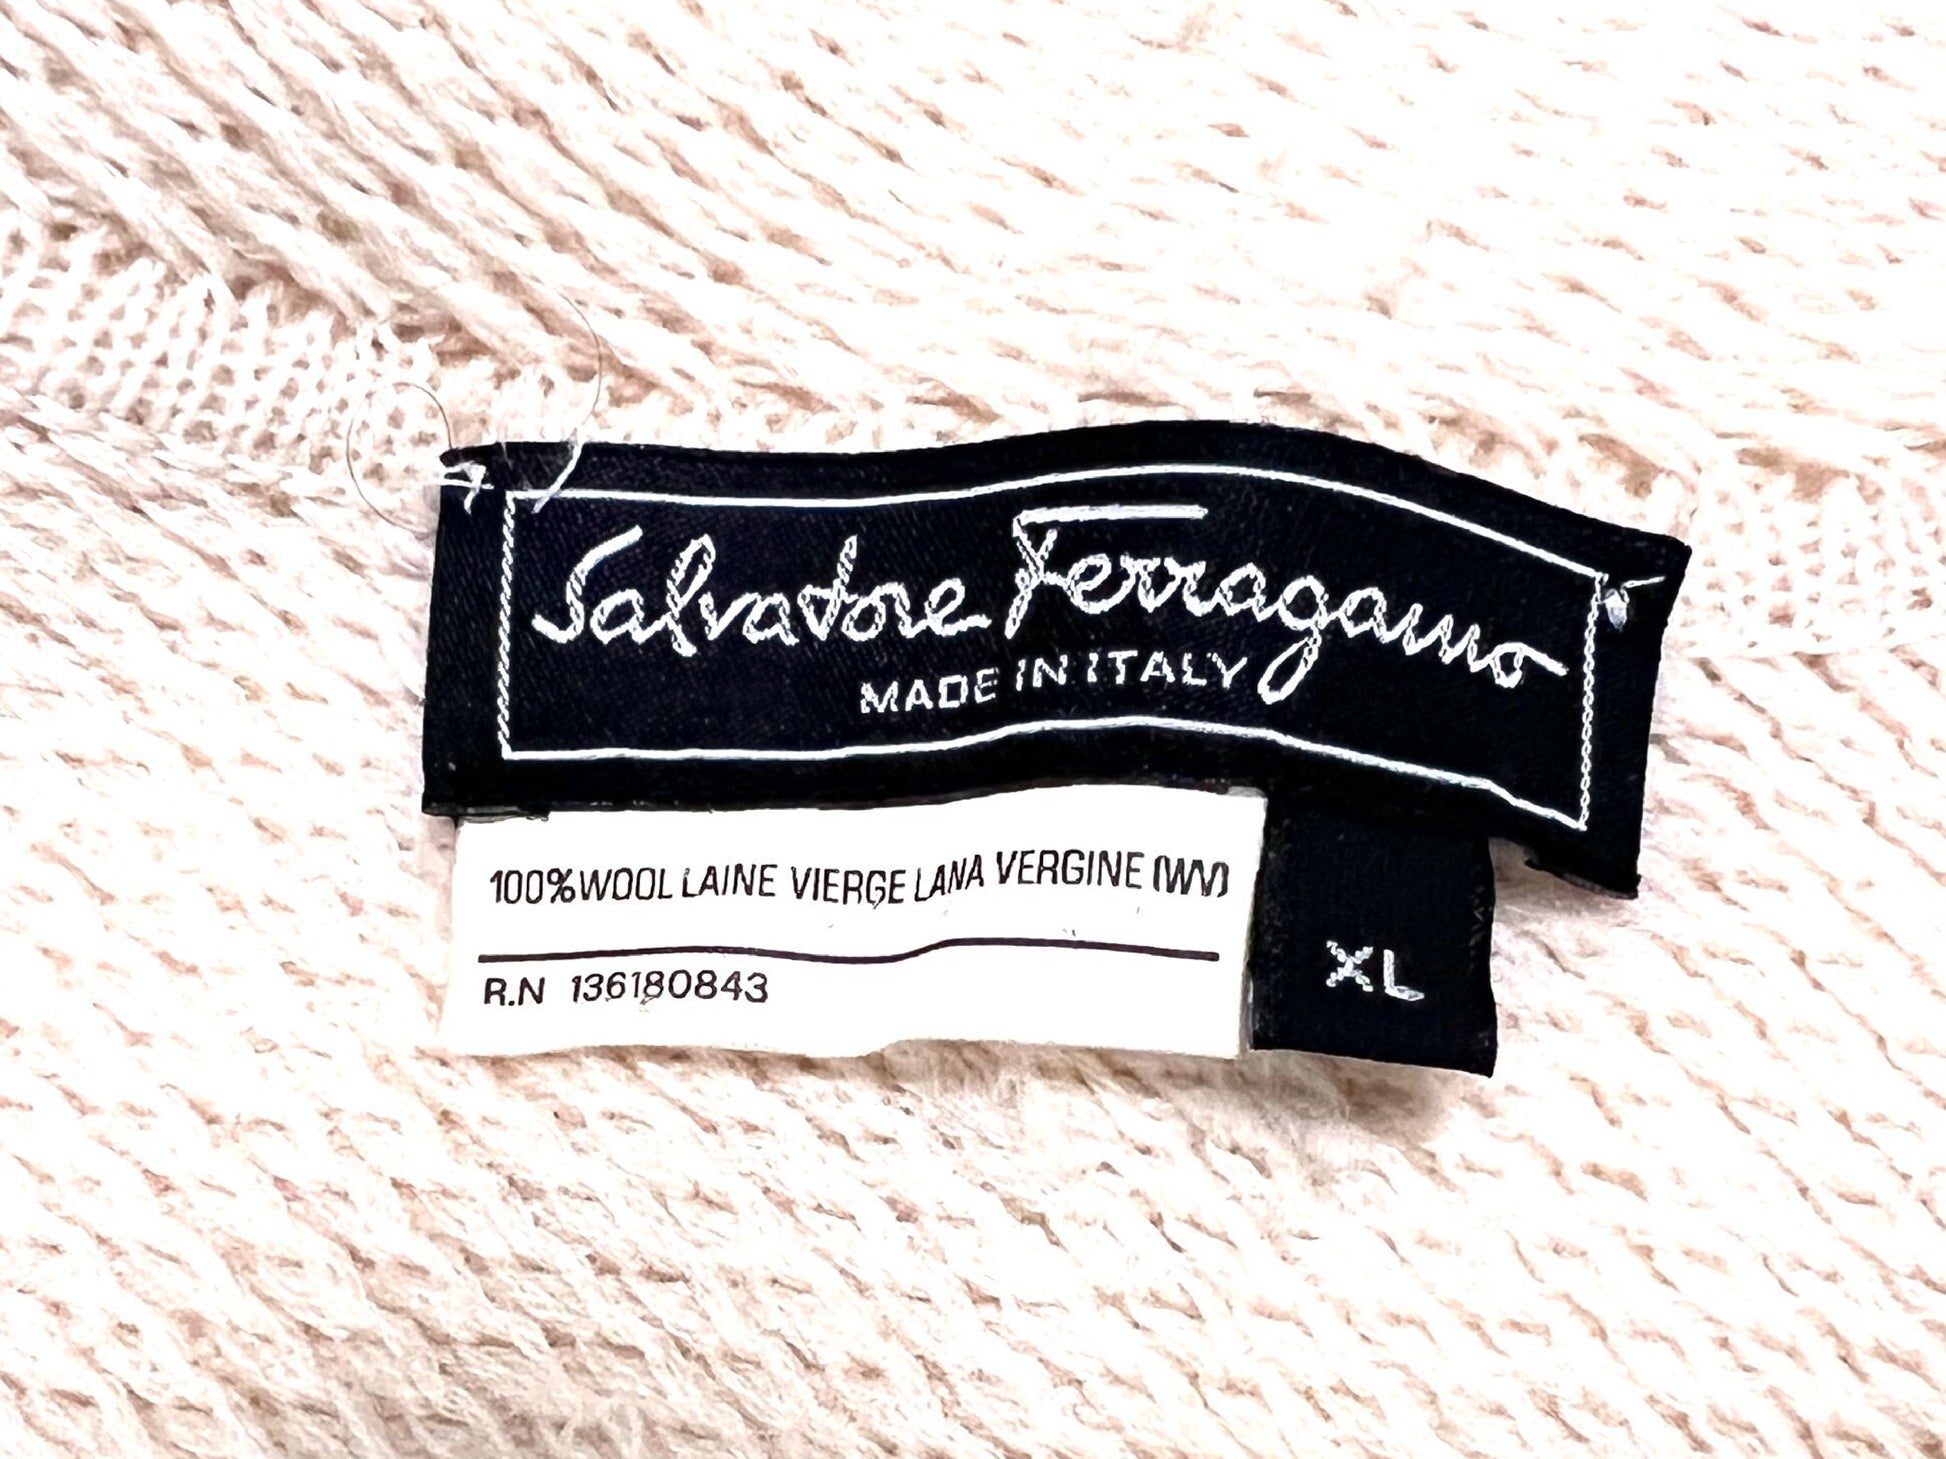 Salvatore Ferragamo
MADE IN ITALY
100%WOOL LAINE VIERGE LANA VERGINE (WV)
R.N 136180843
XL